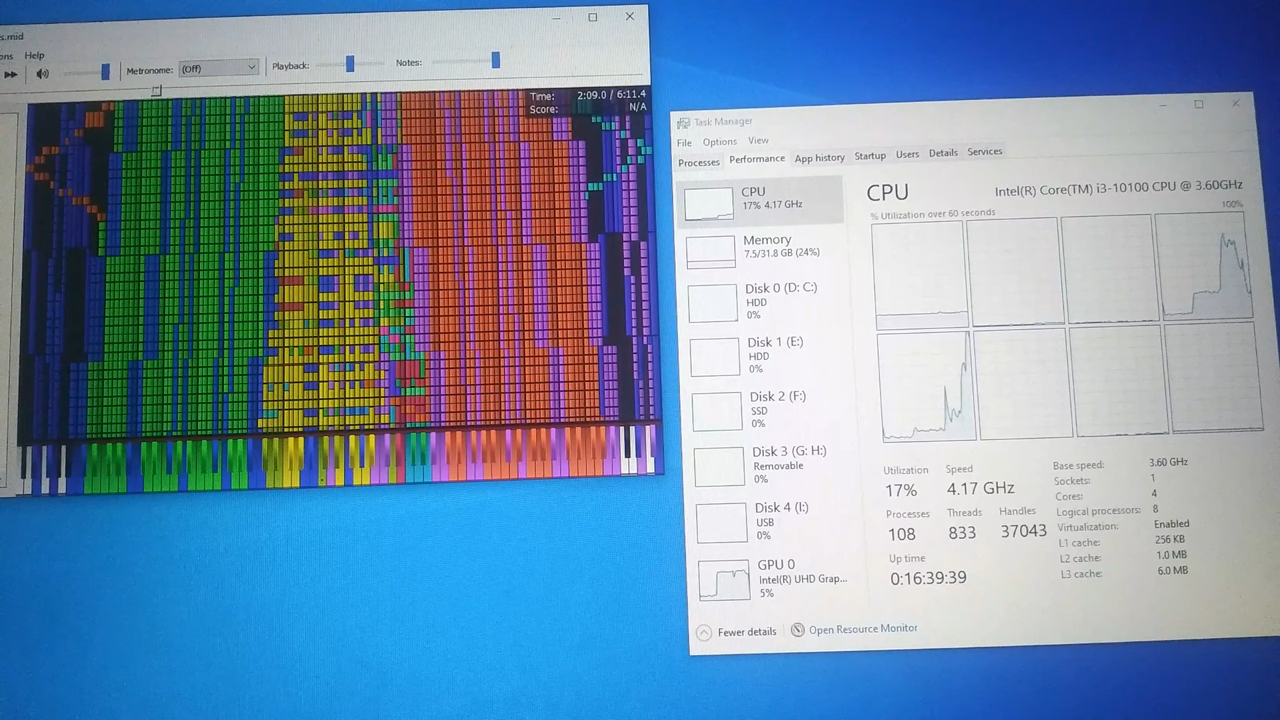 s.mid
ons Help
Metronome: (Off) Playback: Notes:
Time: 2:09.0 / 6:11.4
Score: N/A
Task Manager
File Options View
Processes Performance App history Startup Users Details Services
CPU
17% 4.17 GHz
Memory
7.5/31.8 GB (24%)
Disk 0 (D: C:)
HDD
0%
Disk 1 (E:)
HDD
0%
Disk 2 (F:)
SSD
0%
Disk 3 (G: H:)
Removable
0%
Disk 4 (I:)
USB
0%
GPU 0
Intel(R) UHD Grap...
5%
CPU Intel(R) Core(TM) i3-10100 CPU @ 3.60GHz
% Utilization over 60 seconds 100%
Utilization Speed
17% 4.17 GHz
Processes Threads Handles
108 833 37043
Up time
0:16:39:39
Base speed: 3.60 GHz
Sockets: 1
Cores: 4
Logical processors: 8
Virtualization: Enabled
L1 cache: 256 KB
L2 cache: 1.0 MB
L3 cache: 6.0 MB
Fewer details Open Resource Monitor